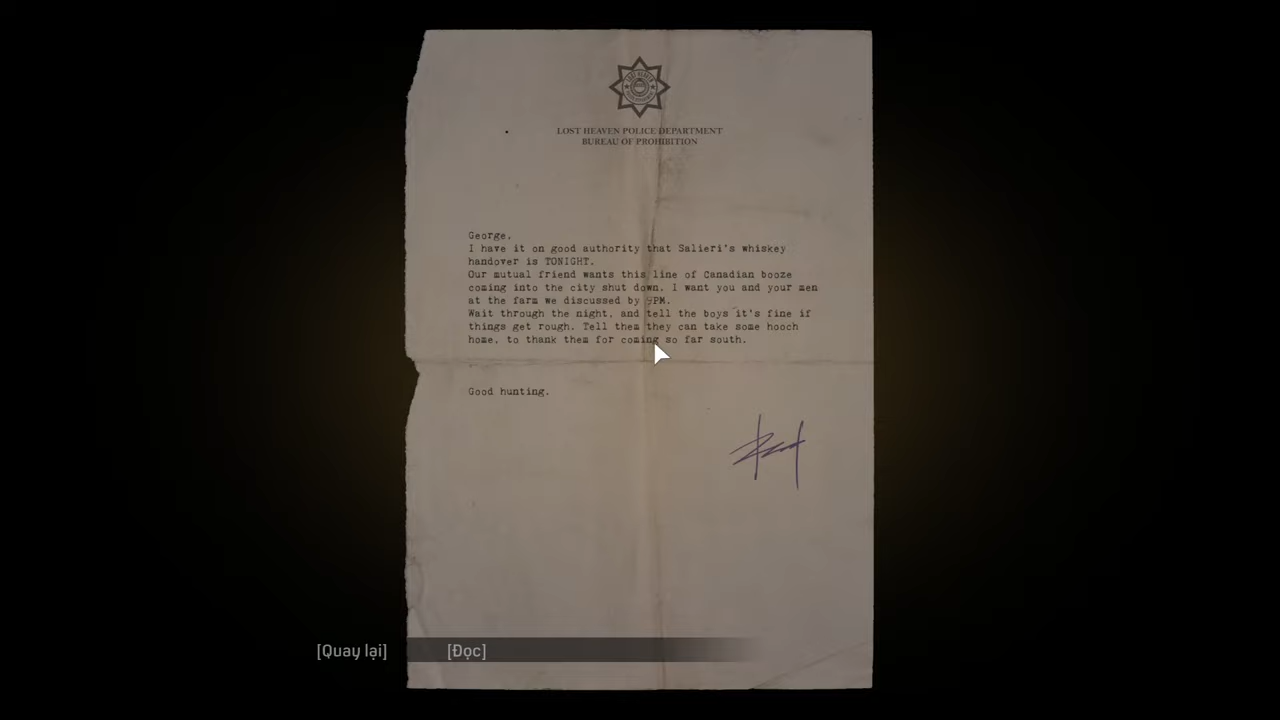 LOST HEAVEN POLICE DEPARTMENT
BUREAU OF PROHIBITION
George,
I have it on good authority that Salieri's whiskey
handover is TONIGHT.
Our mutual friend wants this line of Canadian booze
coming into the city shut down. I want you and your men
at the farm we discussed by 9PM.
Wait through the night, and tell the boys it's fine if
things get rough. Tell them they can take some hooch
home, to thank them for coming so far south.
Good hunting.
[Quay lại]
[Đọc]